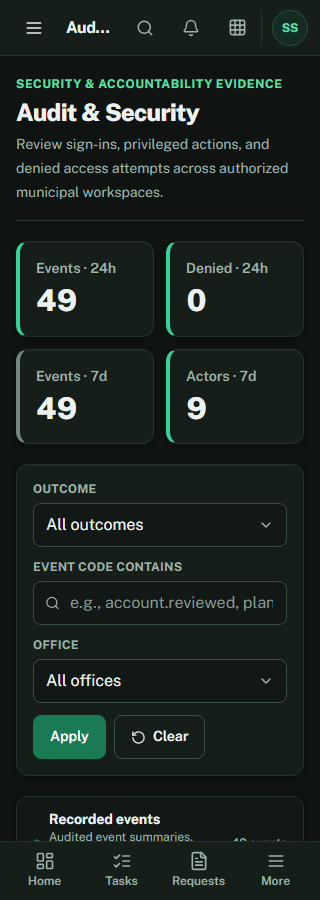 Aud...
SS
SECURITY & ACCOUNTABILITY EVIDENCE
Audit & Security
Review sign-ins, privileged actions, and
denied access attempts across authorized
municipal workspaces.
Events · 24h
49
Denied · 24h
0
Events · 7d
49
Actors · 7d
9
OUTCOME
All outcomes
EVENT CODE CONTAINS
e.g., account.reviewed, plan
OFFICE
All offices
Apply
Clear
Recorded events
Audited event summaries.
49 events
Home
Tasks
Requests
More